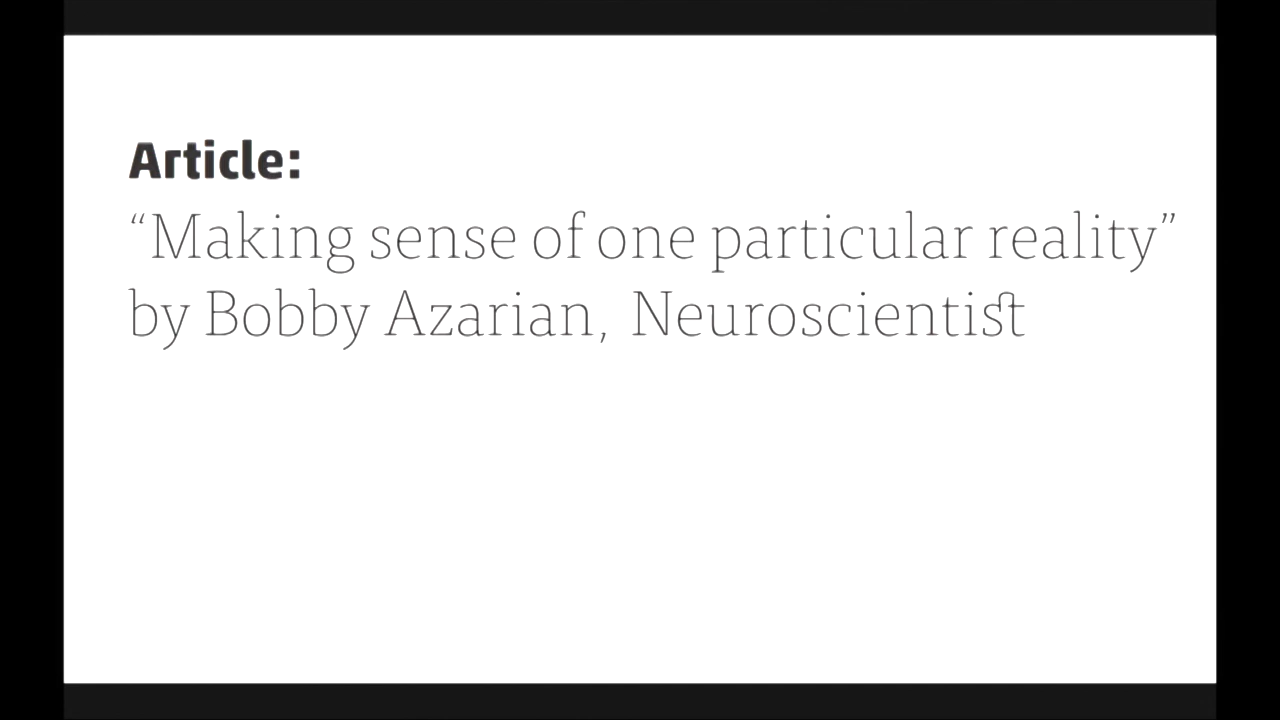 Article:
“Making sense of one particular reality”
by Bobby Azarian, Neuroscientist